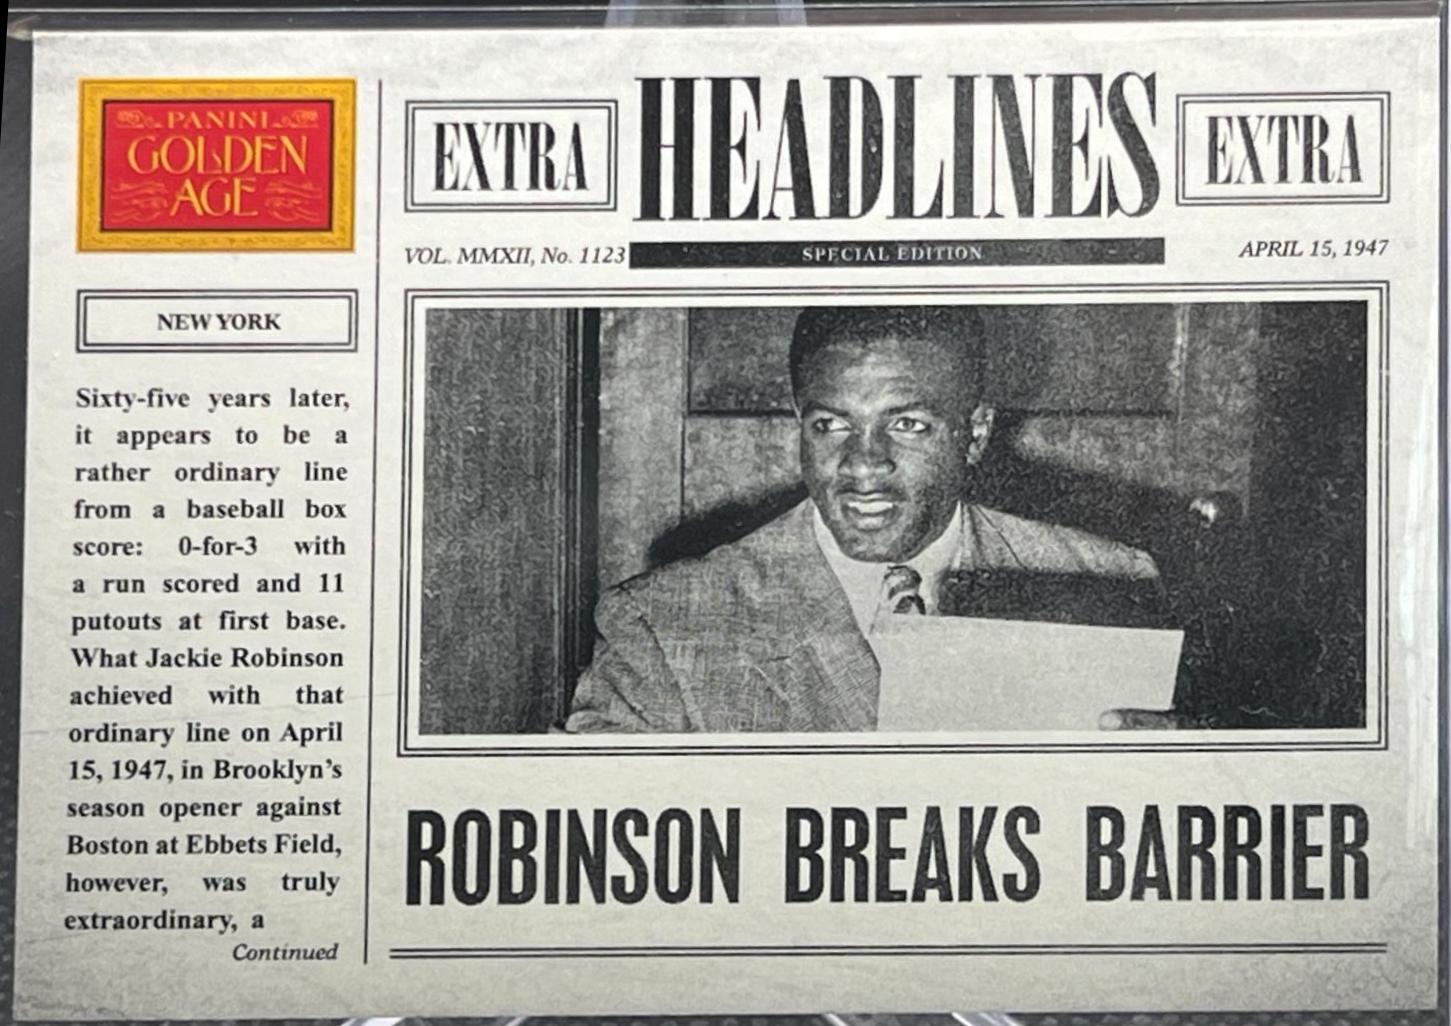 PANINI
GOLDEN
AGE
EXTRA
HEADLINES
EXTRA
VOL. MMXII, No. 1123
SPECIAL EDITION
APRIL 15, 1947
NEW YORK
Sixty-five years later,
it appears to be a
rather ordinary line
from a baseball box
score: 0-for-3 with
a run scored and 11
putouts at first base.
What Jackie Robinson
achieved with that
ordinary line on April
15, 1947, in Brooklyn's
season opener against
Boston at Ebbets Field,
however, was truly
extraordinary, a
Continued
ROBINSON BREAKS BARRIER